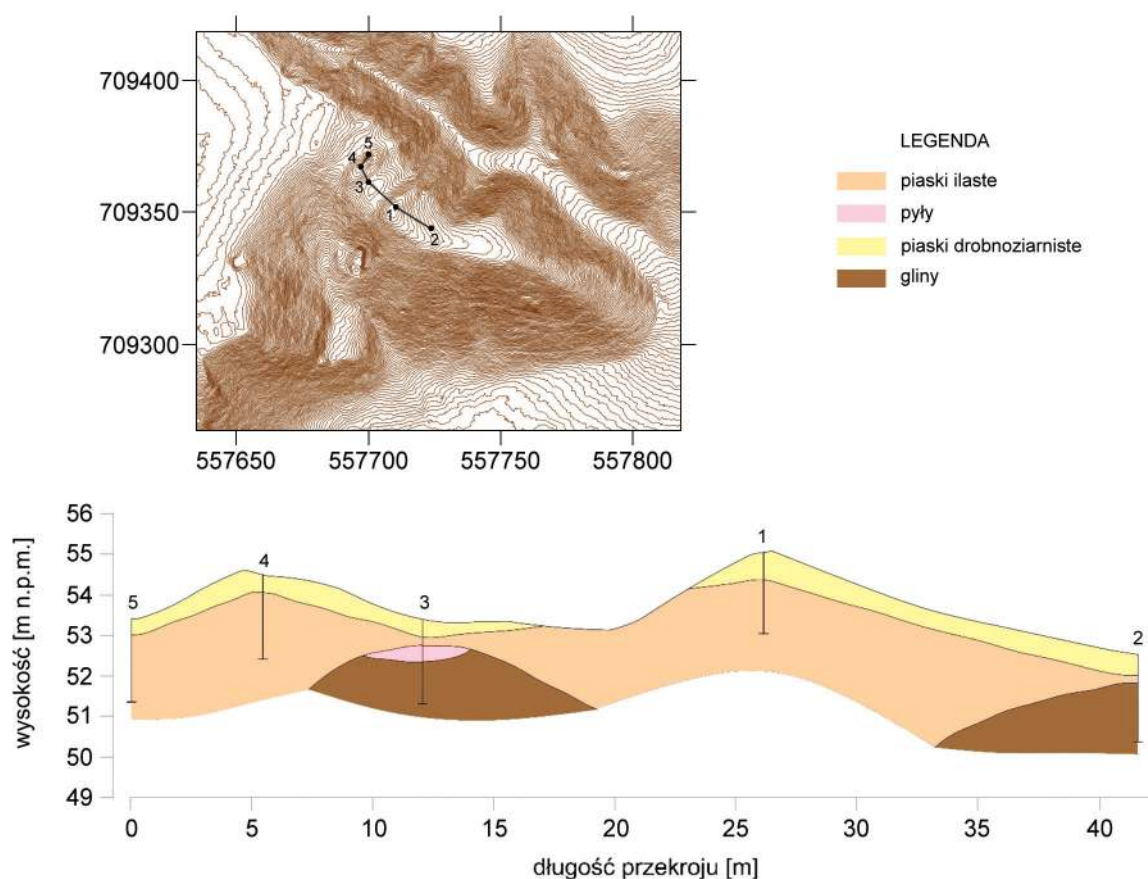 709400
709350
709300
557650 557700 557750 557800
5
4
3
1
2
LEGENDA
piaski ilaste
pyły
piaski drobnoziarniste
gliny
wysokość [m n.p.m.]
56
55
54
53
52
51
50
49
5
4
3
1
2
0 5 10 15 20 25 30 35 40
długość przekroju [m]